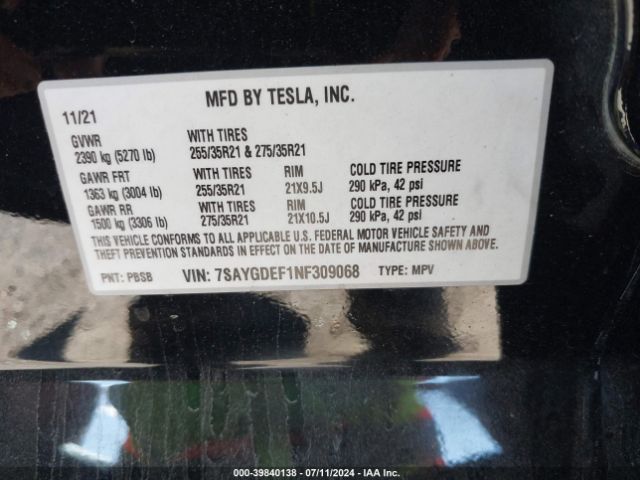 MFD BY TESLA, INC.
11/21
GVWR WITH TIRES
2390 kg (5270 lb) 255/35R21 & 275/35R21
GAWR FRT WITH TIRES RIM COLD TIRE PRESSURE
1363 kg (3004 lb) 255/35R21 21X9.5J 290 kPa, 42 psi
GAWR RR WITH TIRES RIM COLD TIRE PRESSURE
1500 kg (3306 lb) 275/35R21 21X10.5J 290 kPa, 42 psi
THIS VEHICLE CONFORMS TO ALL APPLICABLE U.S. FEDERAL MOTOR VEHICLE SAFETY AND
THEFT PREVENTION STANDARDS IN EFFECT ON THE DATE OF MANUFACTURE SHOWN ABOVE.
PNT: PBSB VIN: 7SAYGDEF1NF309068 TYPE: MPV
000-39840138 - 07/11/2024 - IAA Inc.